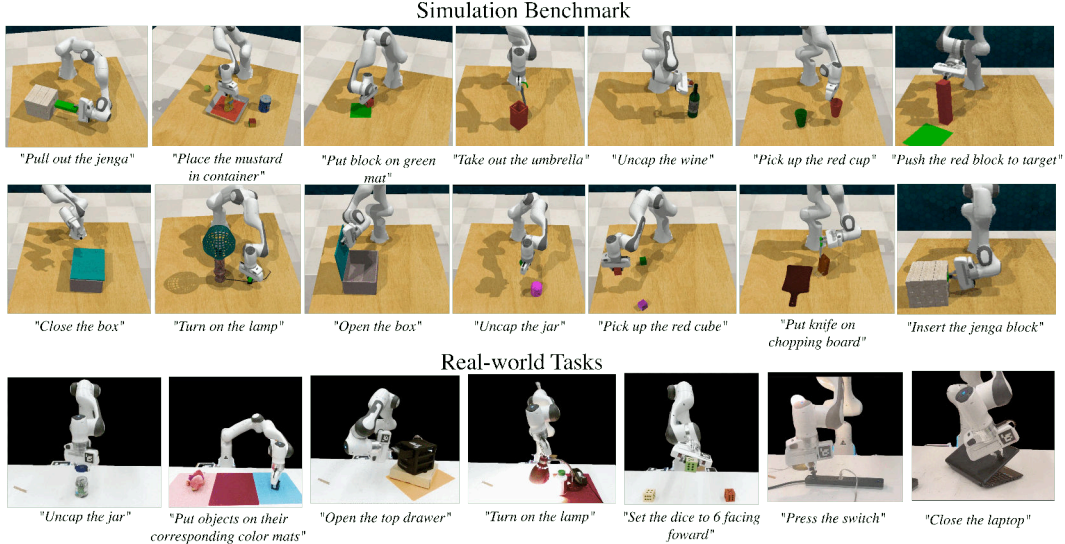 Simulation Benchmark
"Pull out the jenga"
"Place the mustard
in container"
"Put block on green
mat"
"Take out the umbrella"
"Uncap the wine"
"Pick up the red cup"
"Push the red block to target"
"Close the box"
"Turn on the lamp"
"Open the box"
"Uncap the jar"
"Pick up the red cube"
"Put knife on
chopping board"
"Insert the jenga block"
Real-world Tasks
"Uncap the jar"
"Put objects on their
corresponding color mats"
"Open the top drawer"
"Turn on the lamp"
"Set the dice to 6 facing
foward"
"Press the switch"
"Close the laptop"